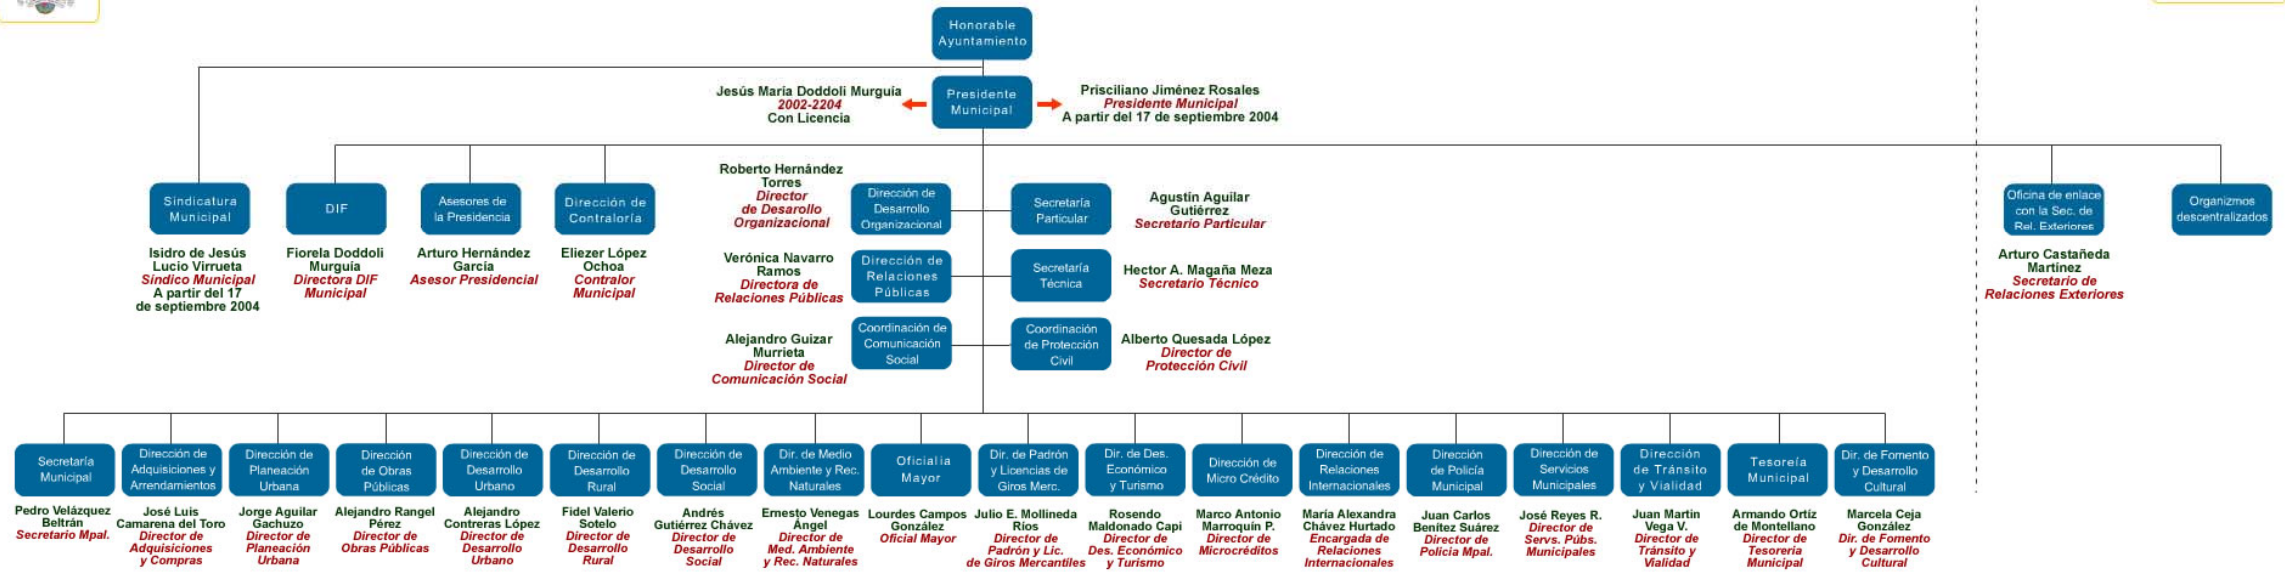 Honorable
Ayuntamiento
Presidente
Municipal
Jesús María Doddoli Murguía
2002-2204
Con Licencia
Prisciliano Jiménez Rosales
Presidente Municipal
A partir del 17 de septiembre 2004
Sindicatura
Municipal
Isidro de Jesús
Lucio Virrueta
Síndico Municipal
A partir del 17
de septiembre 2004
DIF
Fiorela Doddoli
Murguía
Directora DIF
Municipal
Asesores de
la Presidencia
Arturo Hernández
García
Asesor Presidencial
Dirección de
Contraloría
Eliezer López
Ochoa
Contralor
Municipal
Roberto Hernández
Torres
Director
de Desarollo
Organizacional
Dirección de
Desarrollo
Organizacional
Secretaría
Particular
Agustín Aguilar
Gutiérrez
Secretario Particular
Verónica Navarro
Ramos
Directora de
Relaciones Públicas
Dirección de
Relaciones
Públicas
Secretaría
Técnica
Hector A. Magaña Meza
Secretario Técnico
Alejandro Guizar
Murrieta
Director de
Comunicación Social
Coordinación de
Comunicación
Social
Coordinación
de Protección
Civil
Alberto Quesada López
Director de
Protección Civil
Oficina de enlace
con la Sec. de
Rel. Exteriores
Arturo Castañeda
Martínez
Secretario de
Relaciones Exteriores
Organizmos
descentralizados
Secretaría
Municipal
Pedro Velázquez
Beltrán
Secretario Mpal.
Dirección de
Adquisiciones y
Arrendamientos
José Luis
Camarena del Toro
Director de
Adquisiciones
y Compras
Dirección de
Planeación
Urbana
Jorge Aguilar
Gachuzo
Director de
Planeación
Urbana
Dirección
de Obras
Públicas
Alejandro Rangel
Pérez
Director de
Obras Públicas
Dirección de
Desarrollo
Urbano
Alejandro
Contreras López
Director de
Desarrollo
Urbano
Dirección de
Desarrollo
Rural
Fidel Valerio
Sotelo
Director de
Desarrollo
Rural
Dirección de
Desarrollo
Social
Andrés
Gutiérrez Chávez
Director de
Desarrollo
Social
Dir. de Medio
Ambiente y Rec.
Naturales
Ernesto Venegas
Ángel
Director de
Med. Ambiente
y Rec. Naturales
Oficialia
Mayor
Lourdes Campos
González
Oficial Mayor
Dir. de Padrón
y Licencias de
Giros Merc.
Julio E. Mollineda
Ríos
Director de
Padrón y Lic.
de Giros Mercantiles
Dir. de Des.
Económico
y Turismo
Rosendo
Maldonado Capi
Director de
Des. Económico
y Turismo
Dirección de
Micro Crédito
Marco Antonio
Marroquín P.
Director de
Microcréditos
Dirección de
Relaciones
Internacionales
María Alexandra
Chávez Hurtado
Encargada de
Relaciones
Internacionales
Dirección
de Policía
Municipal
Juan Carlos
Benítez Suárez
Director de
Policía Mpal.
Dirección de
Servicios
Municipales
José Reyes R.
Director de
Servs. Púbs.
Municipales
Dirección
de Tránsito
y Vialidad
Juan Martin
Vega V.
Director de
Tránsito y
Vialidad
Tesoreía
Municipal
Armando Ortíz
de Montellano
Director de
Tesorería
Municipal
Dir. de Fomento
y Desarrollo
Cultural
Marcela Ceja
González
Dir. de Fomento
y Desarrollo
Cultural